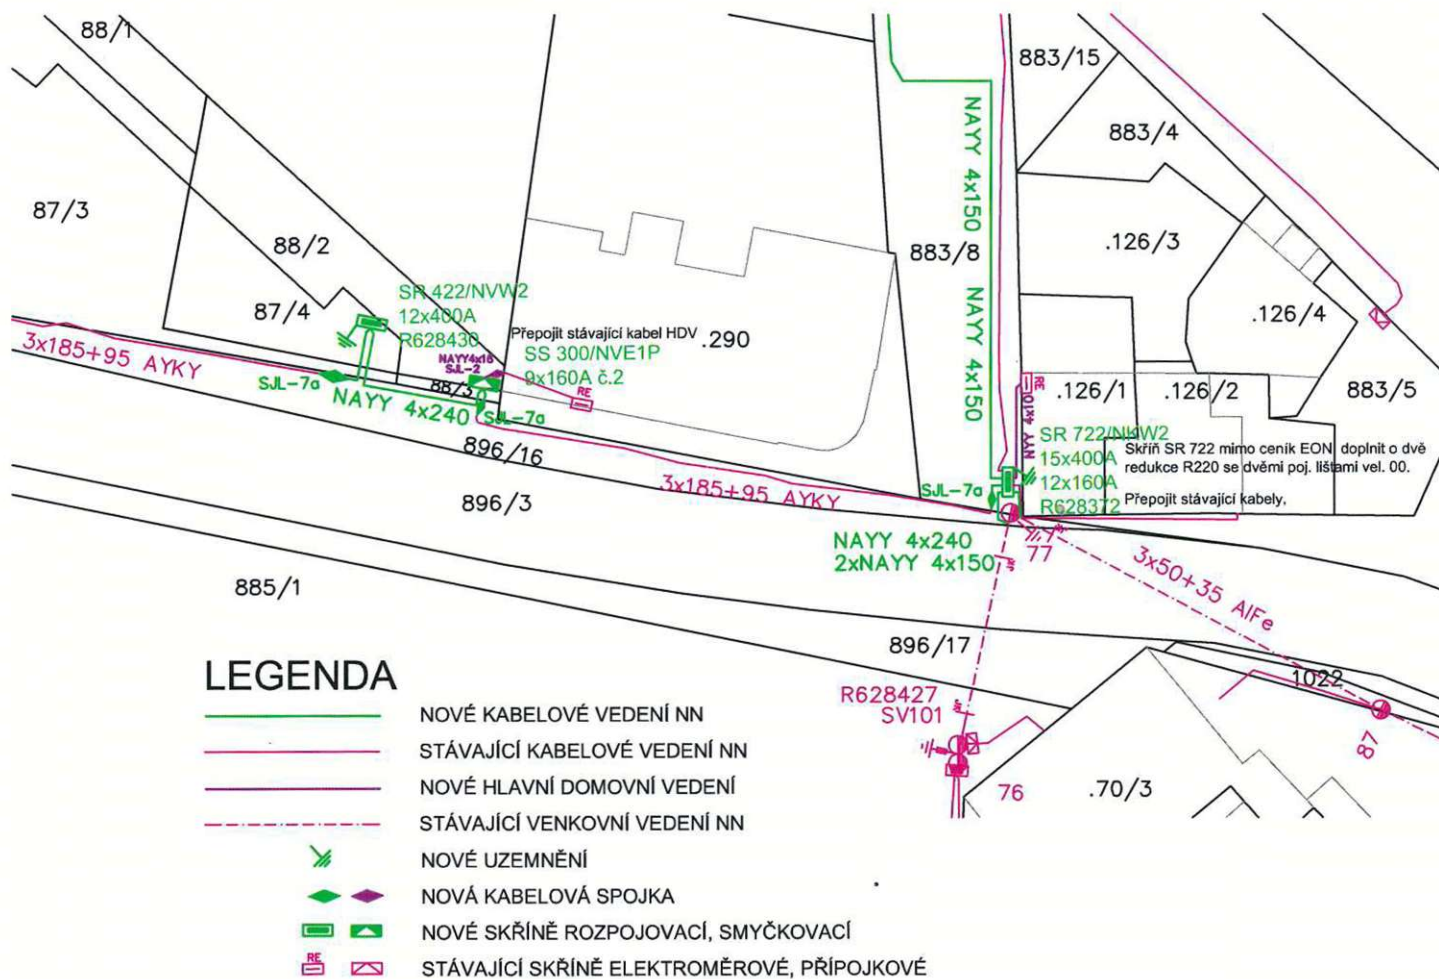 88/1
883/15
883/4
NAYY 4x150
87/3
88/2
.126/3
883/8
SR 422/NVW2
12x400A
R628430
87/4
Přepojit stávající kabel HDV
.290
.126/4
NAYY 4x150
3x185+95 AYKY
NAYY4x16
SJL-2
SS 300/NVE1P
9x160A č.2
SJL-7a
88/3
RE
RE
.126/1
.126/2
883/5
NAYY 4x240
SJL-7a
NYY 4x10
SR 722/NKW2
15x400A
12x160A
R628372
Skříň SR 722 mimo ceník EON doplnit o dvě
redukce R220 se dvěmi poj. lištami vel. 00.
Přepojit stávající kabely.
896/16
3x185+95 AYKY
SJL-7a
896/3
NAYY 4x240
2xNAYY 4x150
77
3x50+35 AlFe
885/1
896/17
1022
R628427
SV101
87
76
.70/3
LEGENDA
NOVÉ KABELOVÉ VEDENÍ NN
STÁVAJÍCÍ KABELOVÉ VEDENÍ NN
NOVÉ HLAVNÍ DOMOVNÍ VEDENÍ
STÁVAJÍCÍ VENKOVNÍ VEDENÍ NN
NOVÉ UZEMNĚNÍ
NOVÁ KABELOVÁ SPOJKA
NOVÉ SKŘÍNĚ ROZPOJOVACÍ, SMYČKOVACÍ
RE
STÁVAJÍCÍ SKŘÍNĚ ELEKTROMĚROVÉ, PŘÍPOJKOVÉ